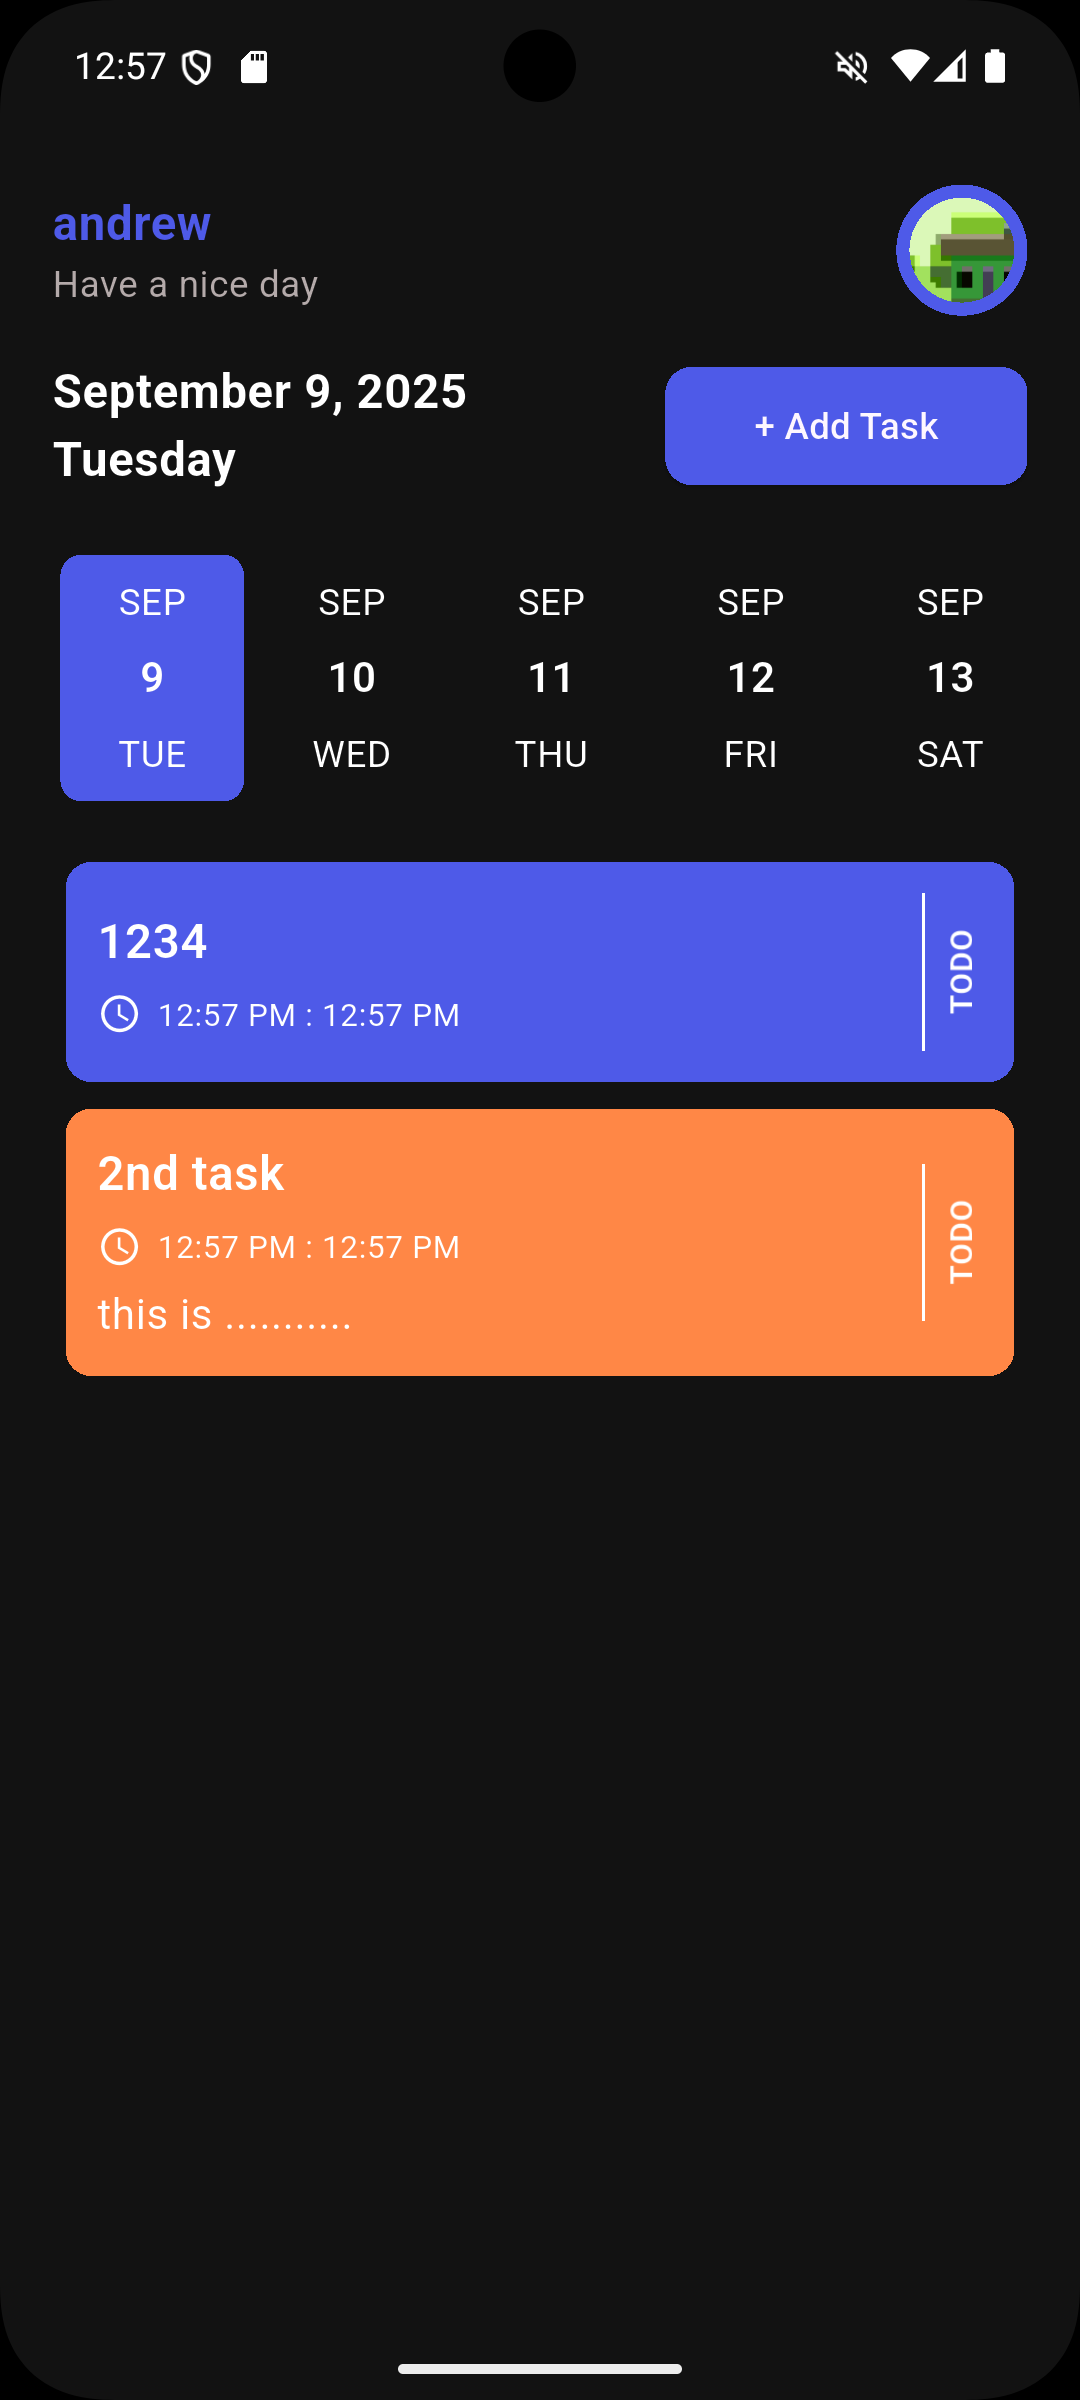 12:57
andrew
Have a nice day
September 9, 2025
Tuesday
+ Add Task
SEP SEP SEP SEP SEP
9 10 11 12 13
TUE WED THU FRI SAT
1234
12:57 PM : 12:57 PM
TODO
2nd task
12:57 PM : 12:57 PM
this is ...........
TODO